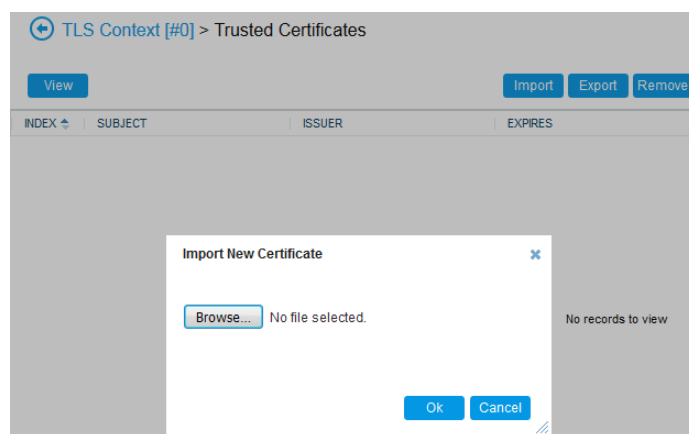 TLS Context [#0] > Trusted Certificates
View Import Export Remove
INDEX SUBJECT ISSUER EXPIRES
Import New Certificate
Browse... No file selected.
No records to view
Ok Cancel